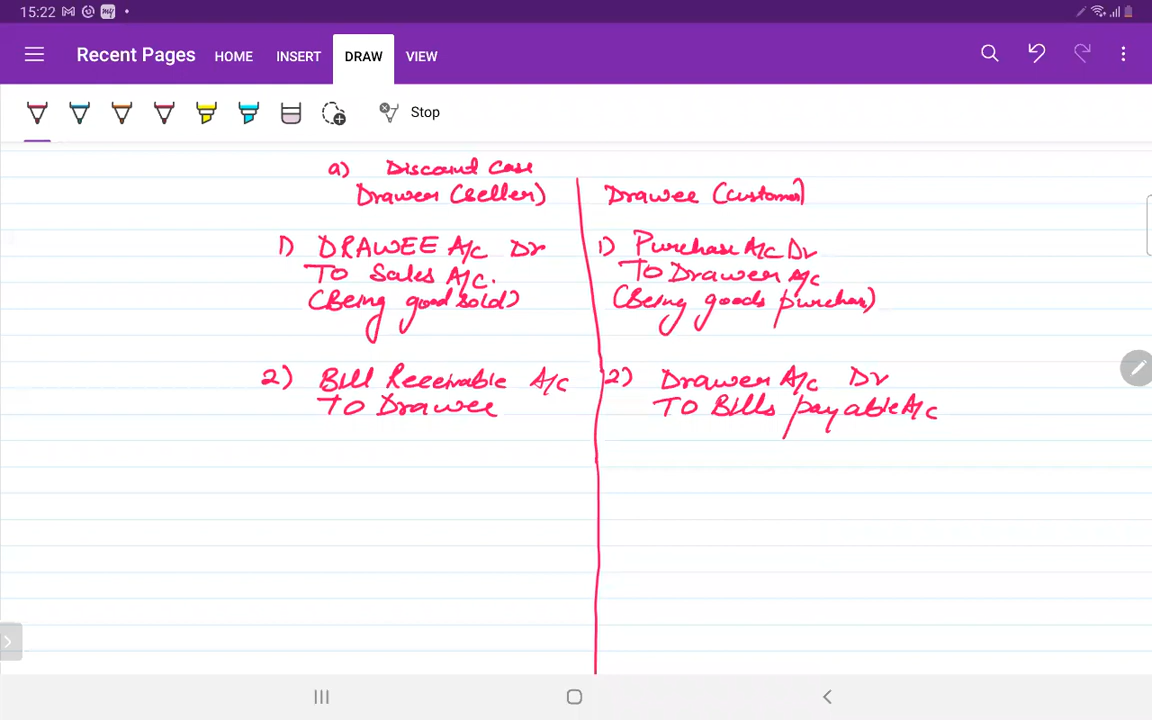 15:22
Recent Pages HOME INSERT DRAW VIEW
Stop
a) Discount Case
Drawer (Seller)
1) DRAWEE A/c Dr
To Sales A/c.
(Being good sold)
2) Bill Receivable A/c
To Drawee
Drawee (Customer)
1) Purchase A/c Dr
To Drawer A/c
(Being goods purchas)
2) Drawer A/c Dr
To Bills payable A/c